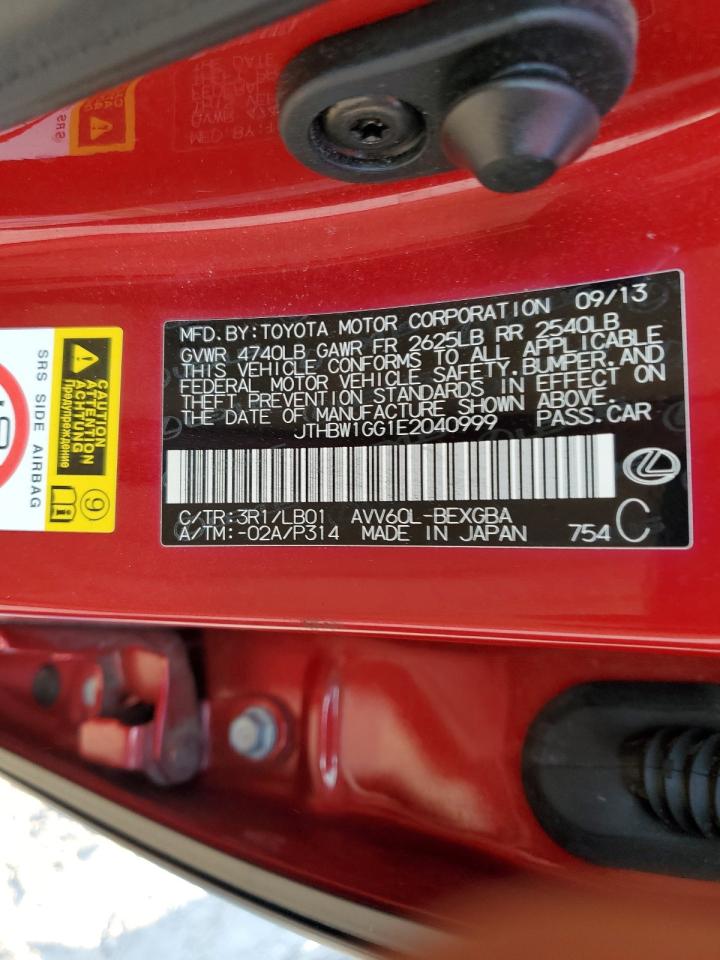 MFD.BY:TOYOTA MOTOR CORPORATION 09/13
GVWR 4740LB GAWR FR 2625LB RR 2540LB
THIS VEHICLE CONFORMS TO ALL APPLICABLE
FEDERAL MOTOR VEHICLE SAFETY,BUMPER,AND
THEFT PREVENTION STANDARDS IN EFFECT ON
THE DATE OF MANUFACTURE SHOWN ABOVE.
JTHBW1GG1E2040999 PASS.CAR
C/TR:3R1/LB01 AVV60L-BEXGBA
A/TM:-02A/P314 MADE IN JAPAN 754 C
SRS SIDE AIRBAG
CAUTION
ATTENTION
ACHTUNG
Предупреждение
9